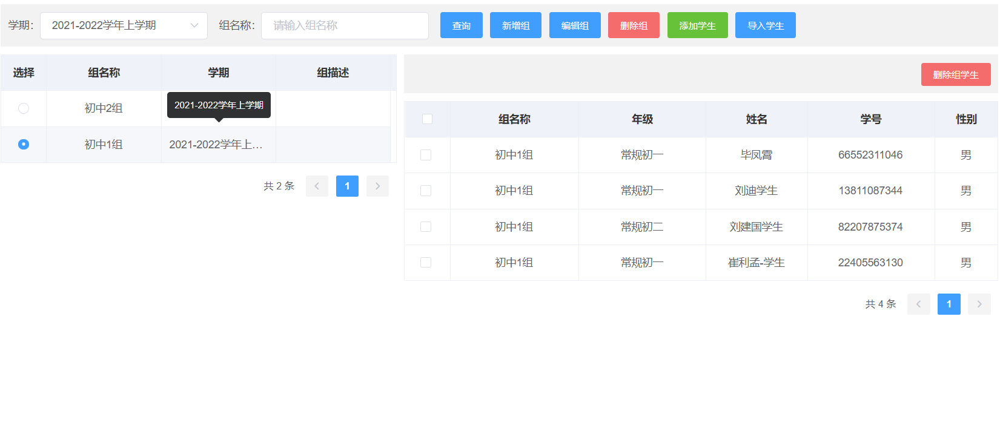 学期： 2021-2022学年上学期 组名称： 请输入组名称 查询 新增组 编辑组 删除组 添加学生 导入学生
选择 组名称 学期 组描述
初中2组
2021-2022学年上学期
初中1组 2021-2022学年上…
共 2 条 1
删除组学生
组名称 年级 姓名 学号 性别
初中1组 常规初一 毕凤霄 66552311046 男
初中1组 常规初一 刘迪学生 13811087344 男
初中1组 常规初二 刘建国学生 82207875374 男
初中1组 常规初一 崔利孟-学生 22405563130 男
共 4 条 1